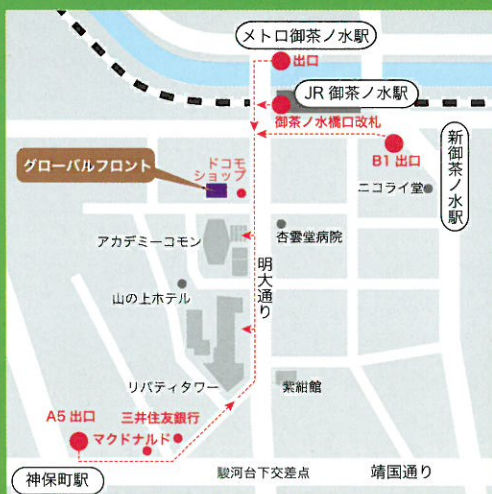 メトロ御茶ノ水駅
出口
JR 御茶ノ水駅
御茶ノ水橋口改札
B1 出口
新御茶ノ水駅
グローバルフロント
ドコモ
ショップ
ニコライ堂
アカデミーコモン
杏雲堂病院
明大通り
山の上ホテル
リバティタワー
紫紺館
A5 出口
三井住友銀行
マクドナルド
神保町駅
駿河台下交差点
靖国通り